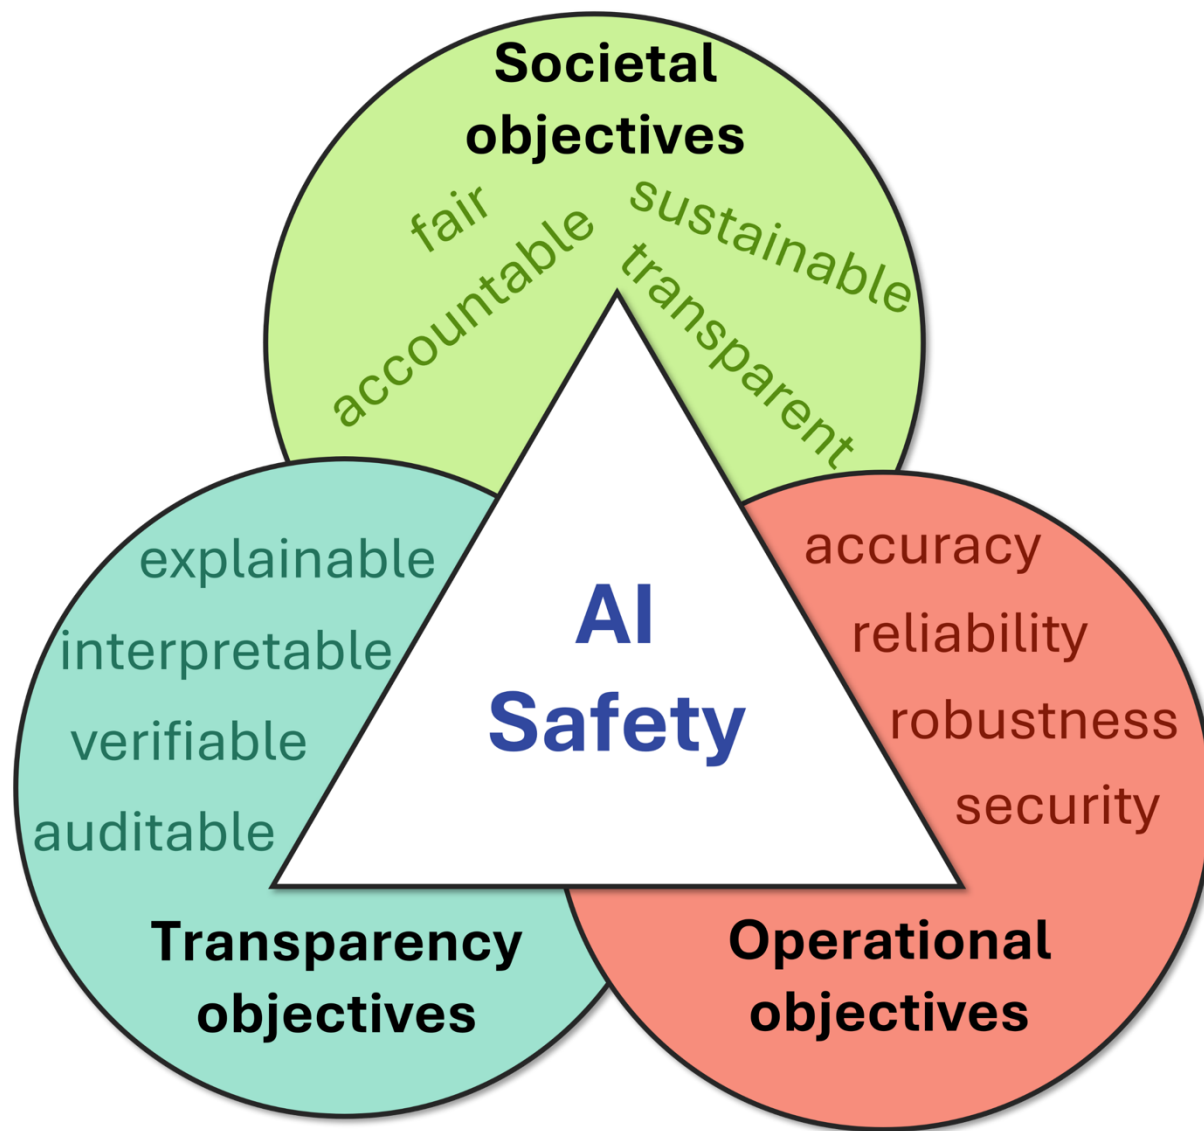 Societal
objectives
fair
accountable
sustainable
transparent
explainable
interpretable
verifiable
auditable
Transparency
objectives
AI
Safety
accuracy
reliability
robustness
security
Operational
objectives